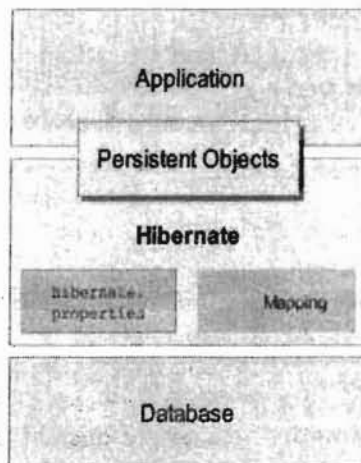 Application
Persistent Objects
Hibernate
hibernate.
properties
Mapping
Database